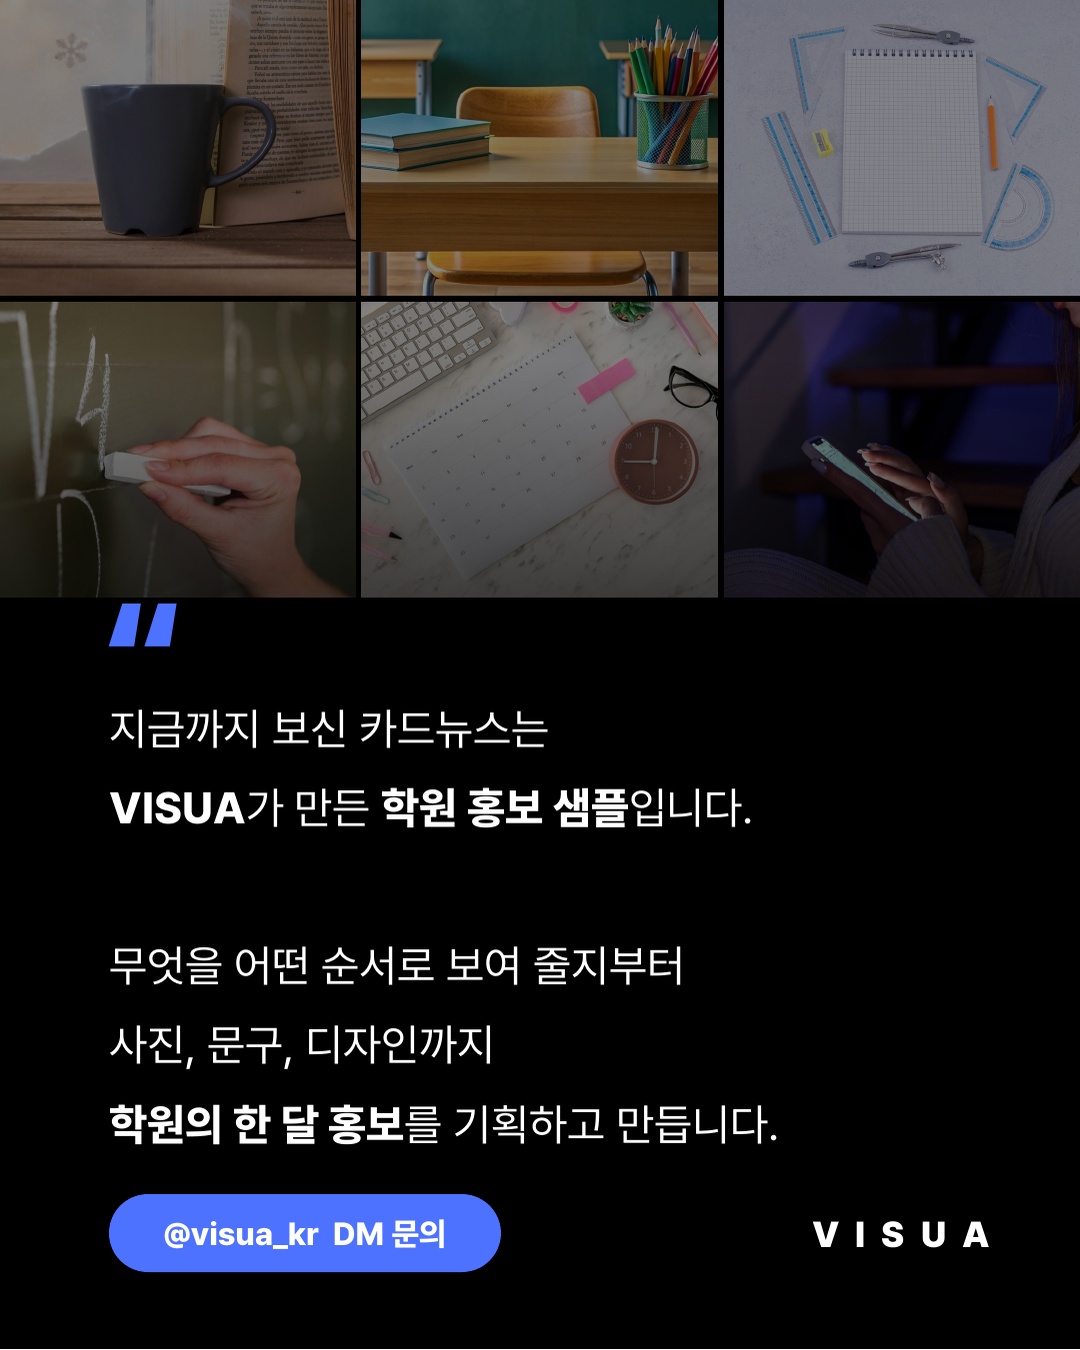 지금까지 보신 카드뉴스는
VISUA가 만든 학원 홍보 샘플입니다.
무엇을 어떤 순서로 보여 줄지부터
사진, 문구, 디자인까지
학원의 한 달 홍보를 기획하고 만듭니다.
@visua_kr DM 문의
VISUA